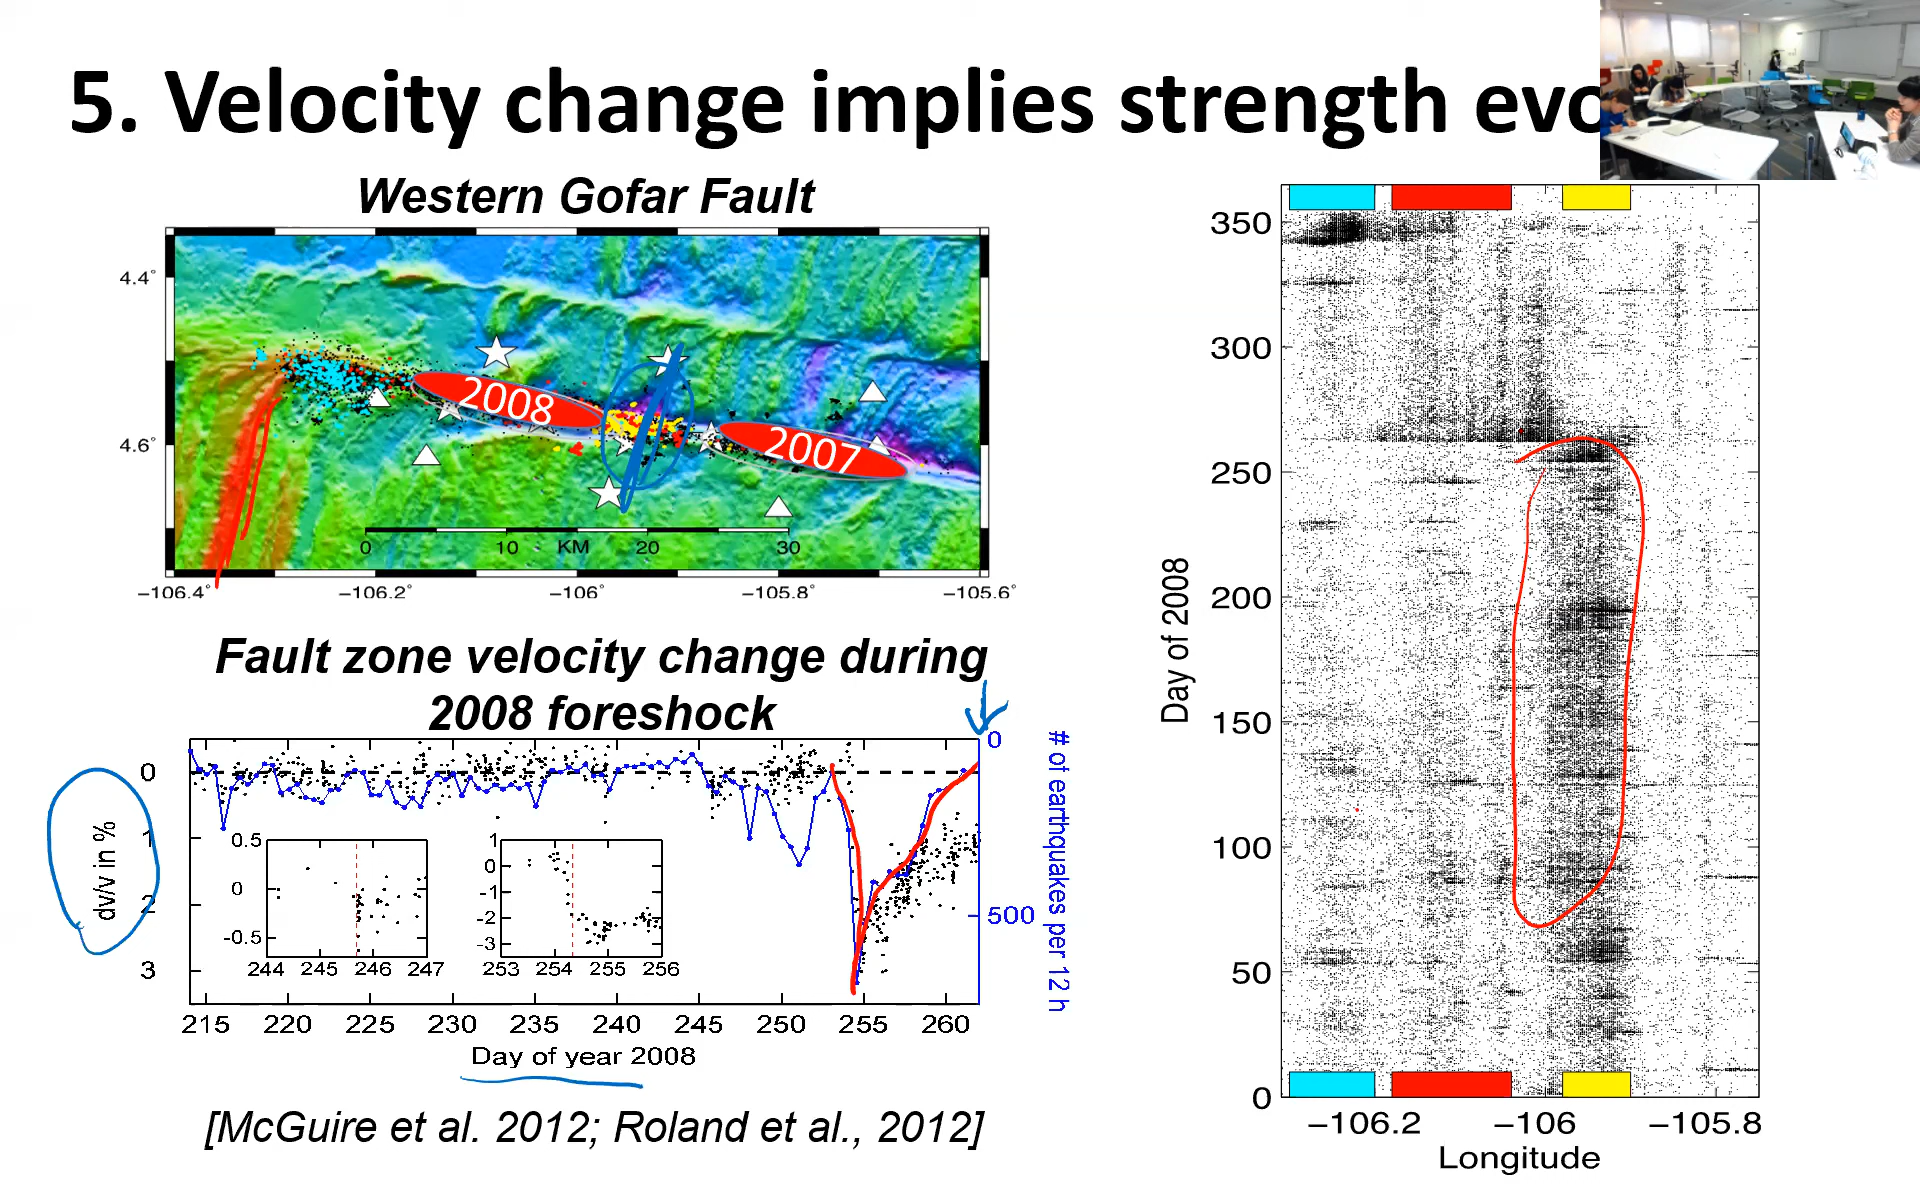 5. Velocity change implies strength evo
Western Gofar Fault
4.4°
4.6°
2008
2007
0 10 KM 20 30
−106.4° −106.2° −106° −105.8° −105.6°
Fault zone velocity change during
2008 foreshock
dv/v in %
0
1
2
3
0
500
# of earthquakes per 12 h
0.5
0
-0.5
244 245 246 247
1
0
-1
-2
-3
253 254 255 256
215 220 225 230 235 240 245 250 255 260
Day of year 2008
[McGuire et al. 2012; Roland et al., 2012]
Day of 2008
350
300
250
200
150
100
50
0
−106.2 −106 −105.8
Longitude